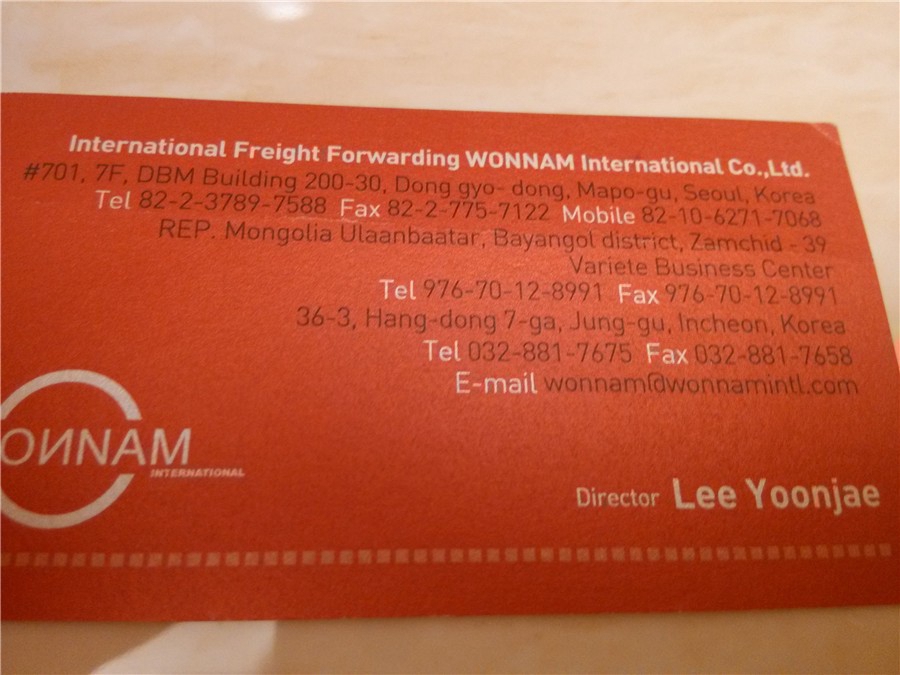 International Freight Forwarding WONNAM International Co.,Ltd.
#701, 7F, DBM Building 200-30, Dong gyo- dong, Mapo-gu, Seoul, Korea
Tel 82-2-3789-7588 Fax 82-2-775-7122 Mobile 82-10-6271-7068
REP. Mongolia Ulaanbaatar, Bayangol district, Zamchid - 39
Variete Business Center
Tel 976-70-12-8991 Fax 976-70-12-8991
36-3, Hang-dong 7-ga, Jung-gu, Incheon, Korea
Tel 032-881-7675 Fax 032-881-7658
E-mail wonnam@wonnamintl.com
OИNAM
INTERNATIONAL
Director Lee Yoonjae